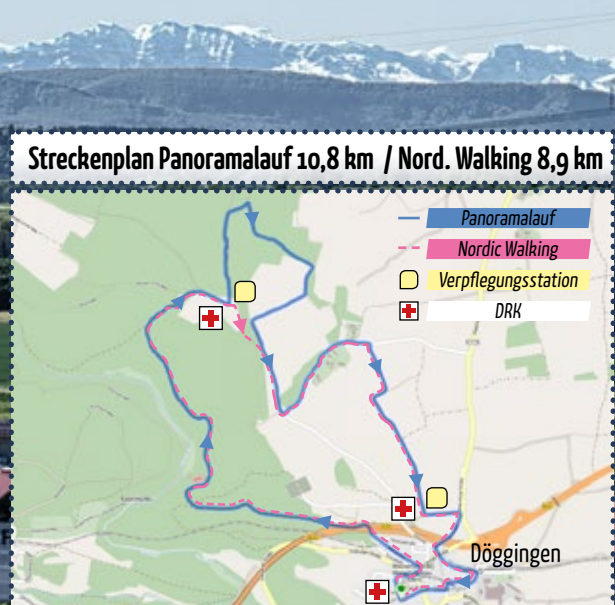 Streckenplan Panoramalauf 10,8 km / Nord. Walking 8,9 km
Panoramalauf
Nordic Walking
Verpflegungsstation
DRK
Döggingen